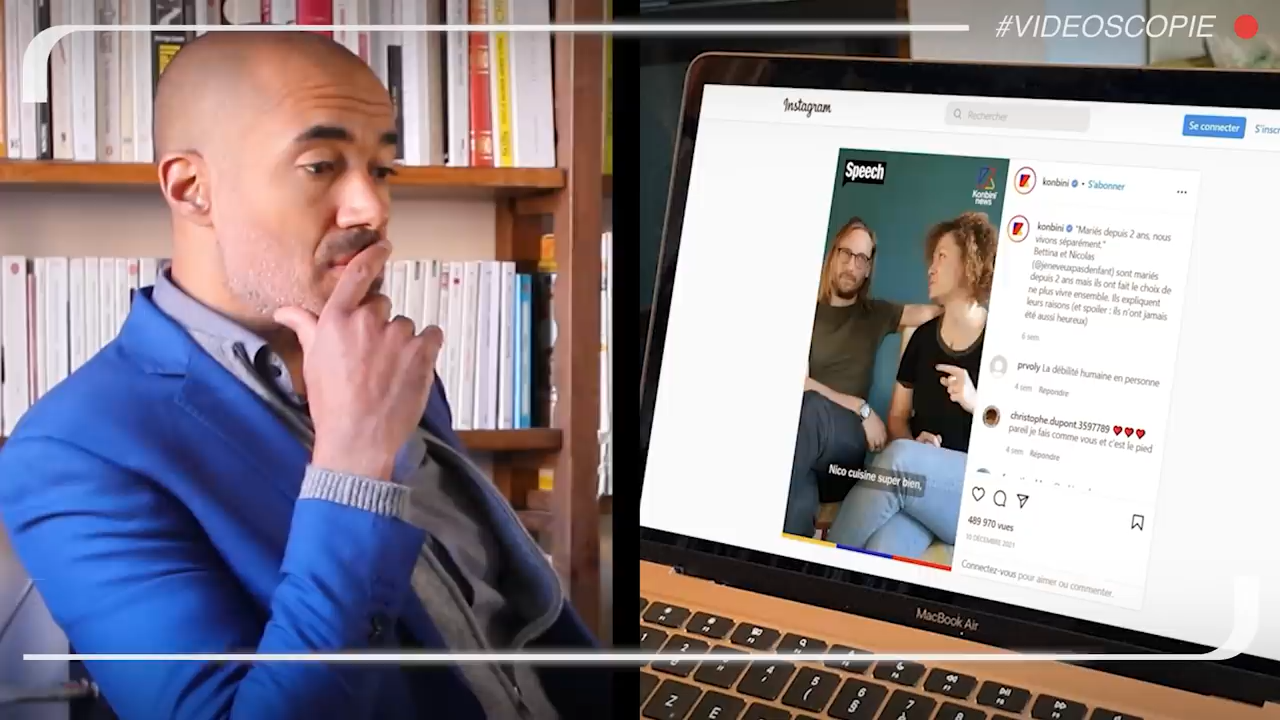 #VIDEOSCOPIE
Instagram
Rechercher
Se connecter
S'inscr
Speech
Konbini
news
konbini • S'abonner
konbini "Mariés depuis 2 ans, nous
vivons séparément."
Bettina et Nicolas
(@jeneveuxpasdenfant) sont mariés
depuis 2 ans mais ils ont fait le choix de
ne plus vivre ensemble. Ils expliquent
leurs raisons (et spoiler : ils n'ont jamais
été aussi heureux)
6 sem
prvoly La débilité humaine en personne
4 sem Répondre
christophe.dupont.3597789 ❤❤❤
pareil je fais comme vous et c'est le pied
4 sem Répondre
Nico cuisine super bien,
489 970 vues
10 DÉCEMBRE 2021
Connectez-vous pour aimer ou commenter.
MacBook Air